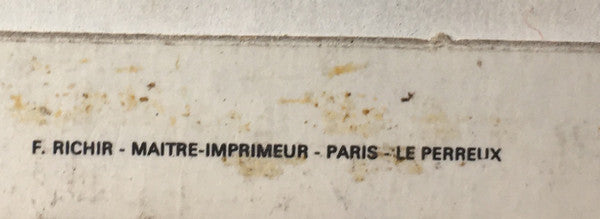 F. RICHIR - MAITRE-IMPRIMEUR - PARIS - LE PERREUX